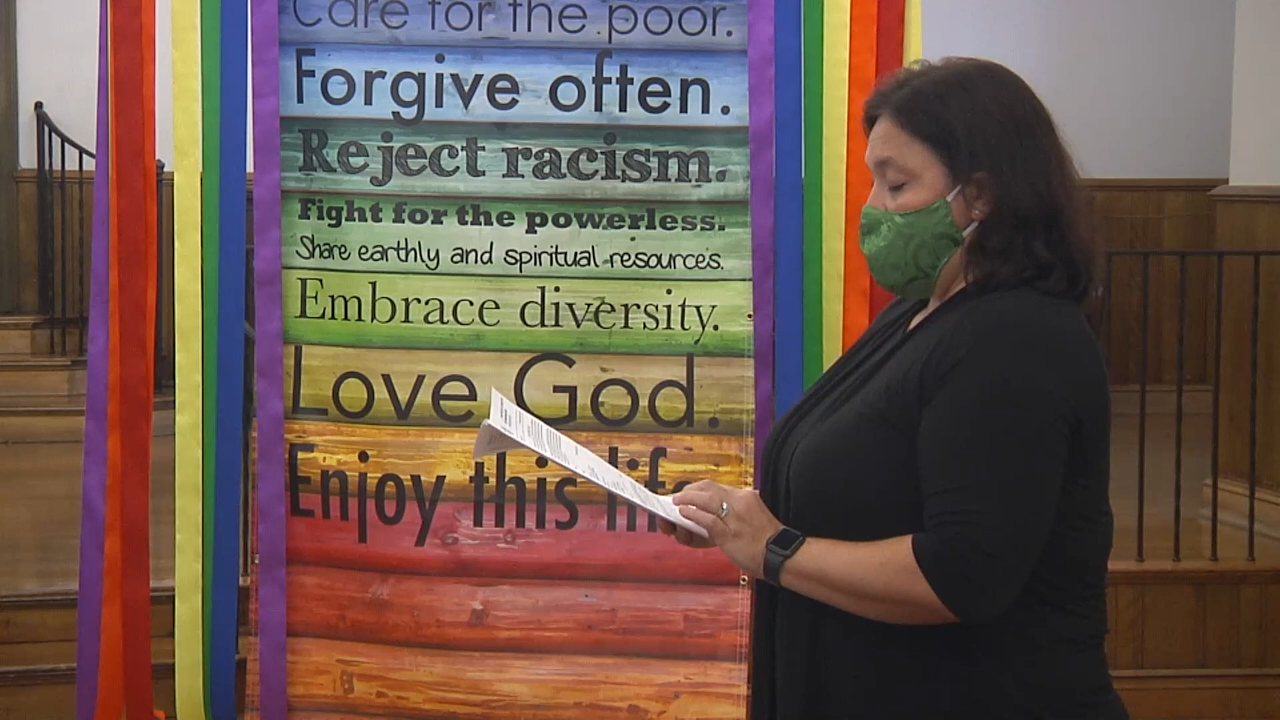 Care for the poor.
Forgive often.
Reject racism.
Fight for the powerless.
Share earthly and spiritual resources.
Embrace diversity.
Love God.
Enjoy this life